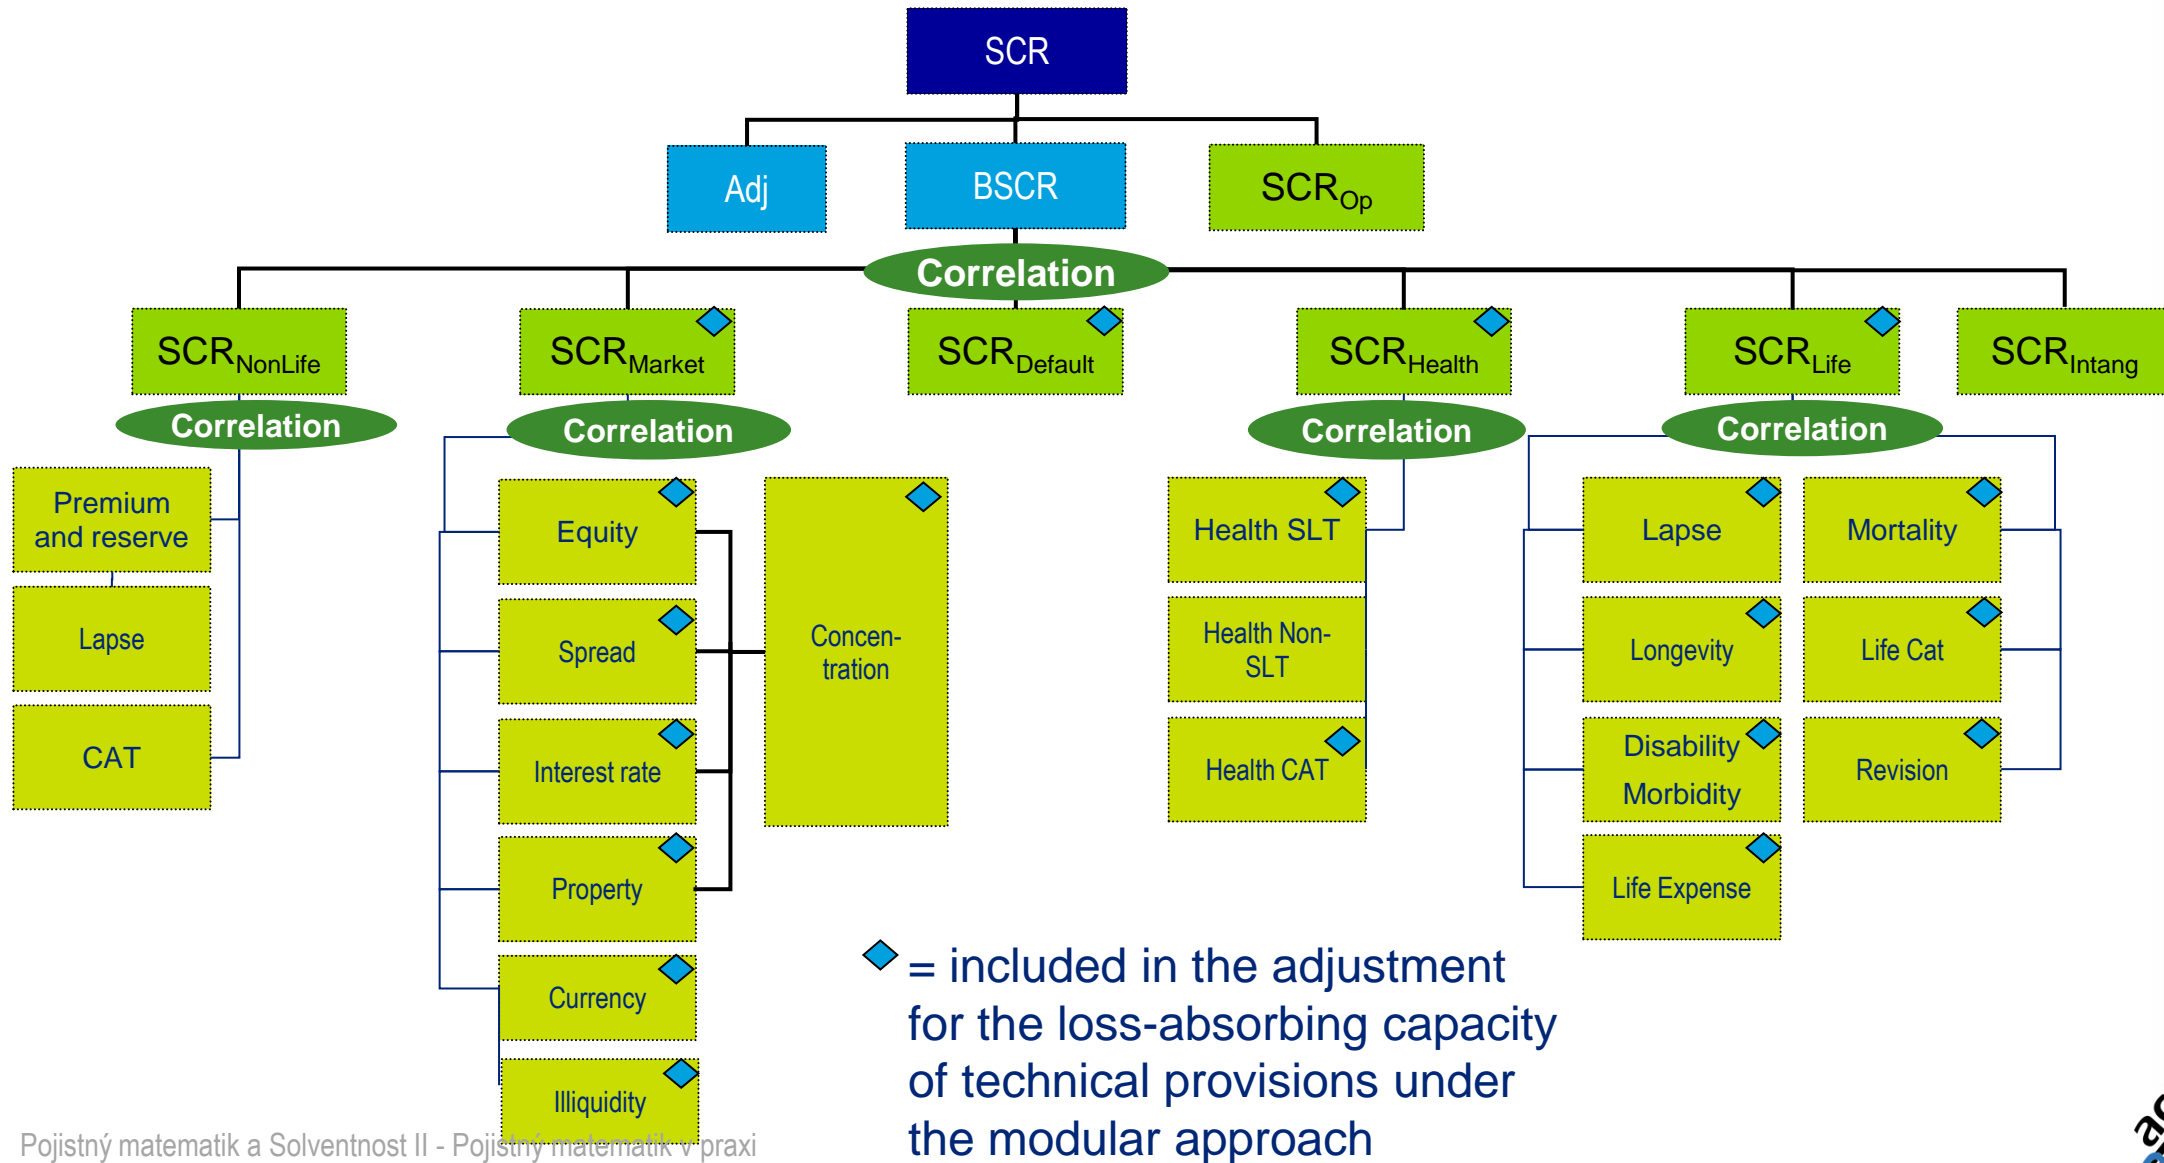 SCR
Adj
BSCR
SCROp
Correlation
SCRNonLife
SCRMarket
SCRDefault
SCRHealth
SCRLife
SCRIntang
Correlation
Correlation
Correlation
Correlation
Premium
and reserve
Lapse
CAT
Equity
Spread
Interest rate
Property
Currency
Illiquidity
Concen-
tration
Health SLT
Health Non-
SLT
Health CAT
Lapse
Longevity
Disability
Morbidity
Life Expense
Mortality
Life Cat
Revision
= included in the adjustment
for the loss-absorbing capacity
of technical provisions under
the modular approach
Pojistný matematik a Solventnost II - Pojistný matematik v praxi